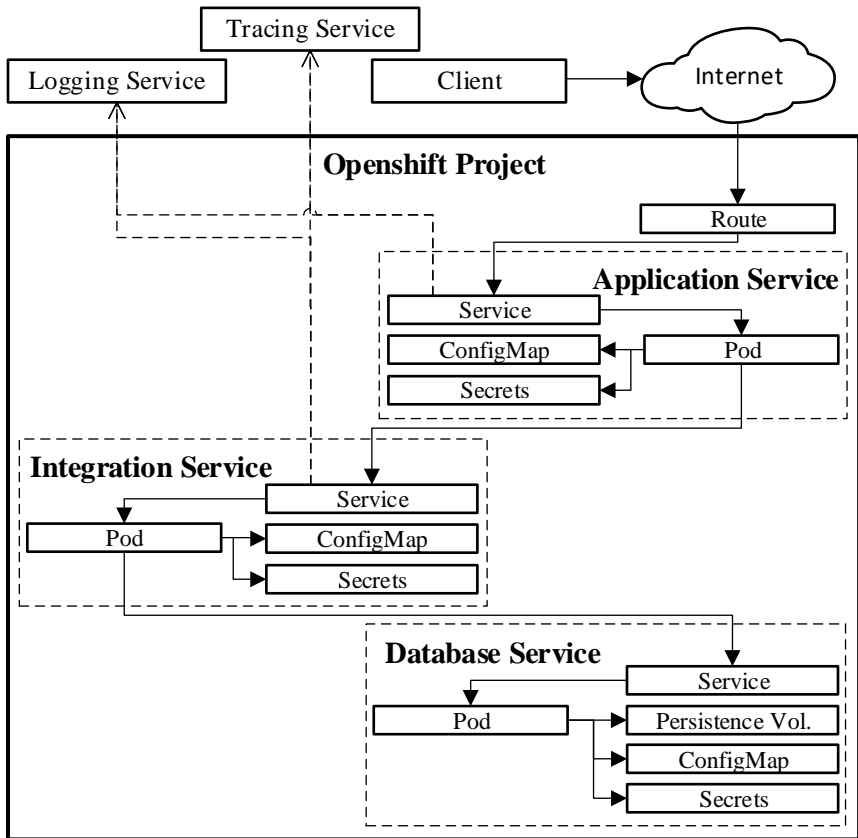 Tracing Service
Logging Service
Client
Internet
Openshift Project
Route
Application Service
Service
ConfigMap
Pod
Secrets
Integration Service
Service
Pod
ConfigMap
Secrets
Database Service
Service
Pod
Persistence Vol.
ConfigMap
Secrets